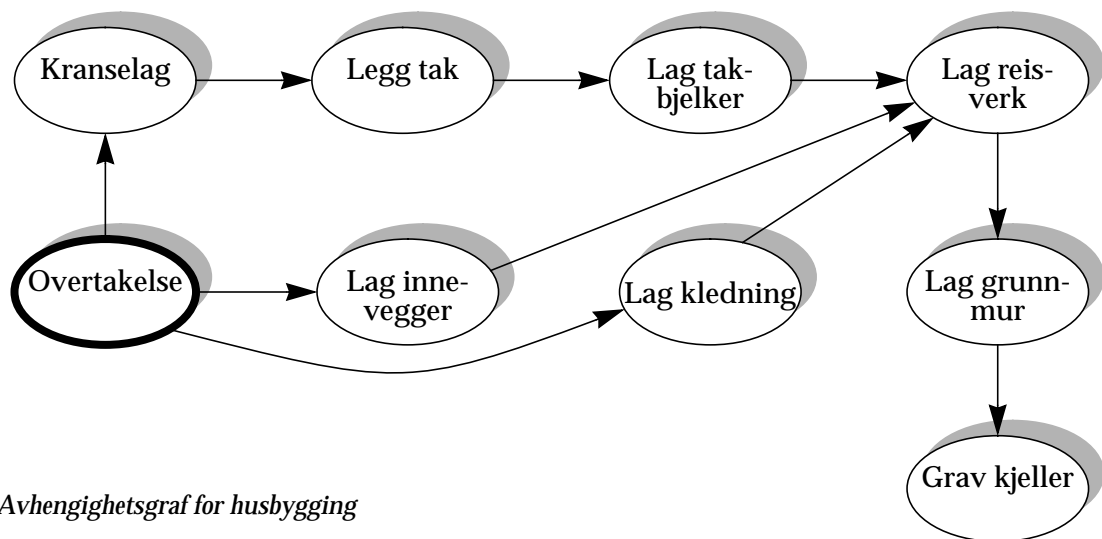 Kranselag
Legg tak
Lag tak-
bjelker
Lag reis-
verk
Overtakelse
Lag inne-
vegger
Lag kledning
Lag grunn-
mur
Grav kjeller
Avhengighetsgraf for husbygging